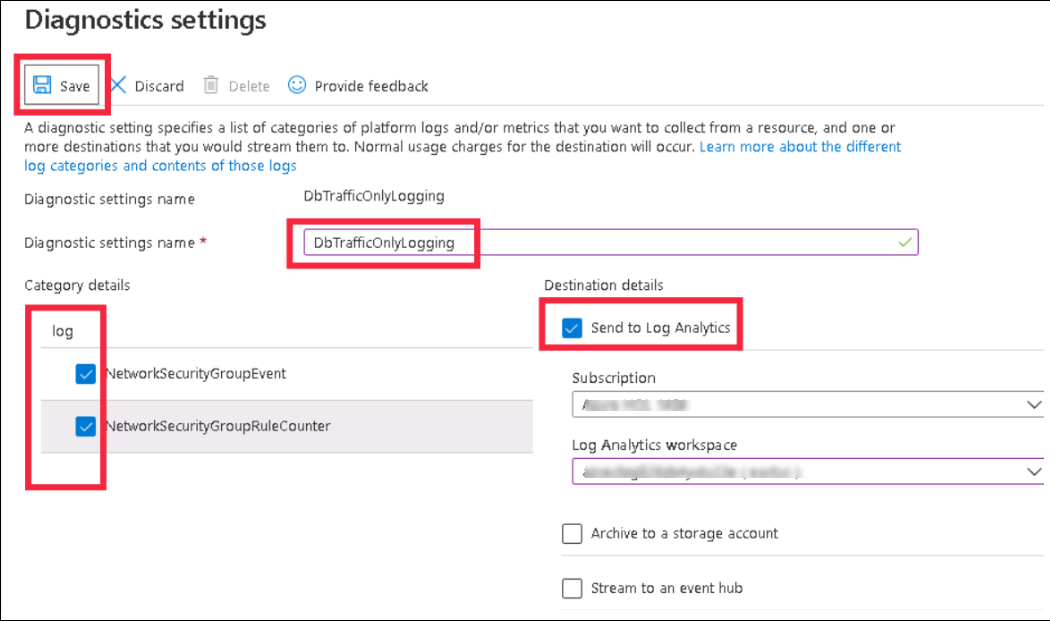 Diagnostics settings
Save Discard Delete Provide feedback
A diagnostic setting specifies a list of categories of platform logs and/or metrics that you want to collect from a resource, and one or
more destinations that you would stream them to. Normal usage charges for the destination will occur. Learn more about the different
log categories and contents of those logs
Diagnostic settings name DbTrafficOnlyLogging
Diagnostic settings name * DbTrafficOnlyLogging
Category details
log
NetworkSecurityGroupEvent
NetworkSecurityGroupRuleCounter
Destination details
Send to Log Analytics
Subscription
Log Analytics workspace
Archive to a storage account
Stream to an event hub